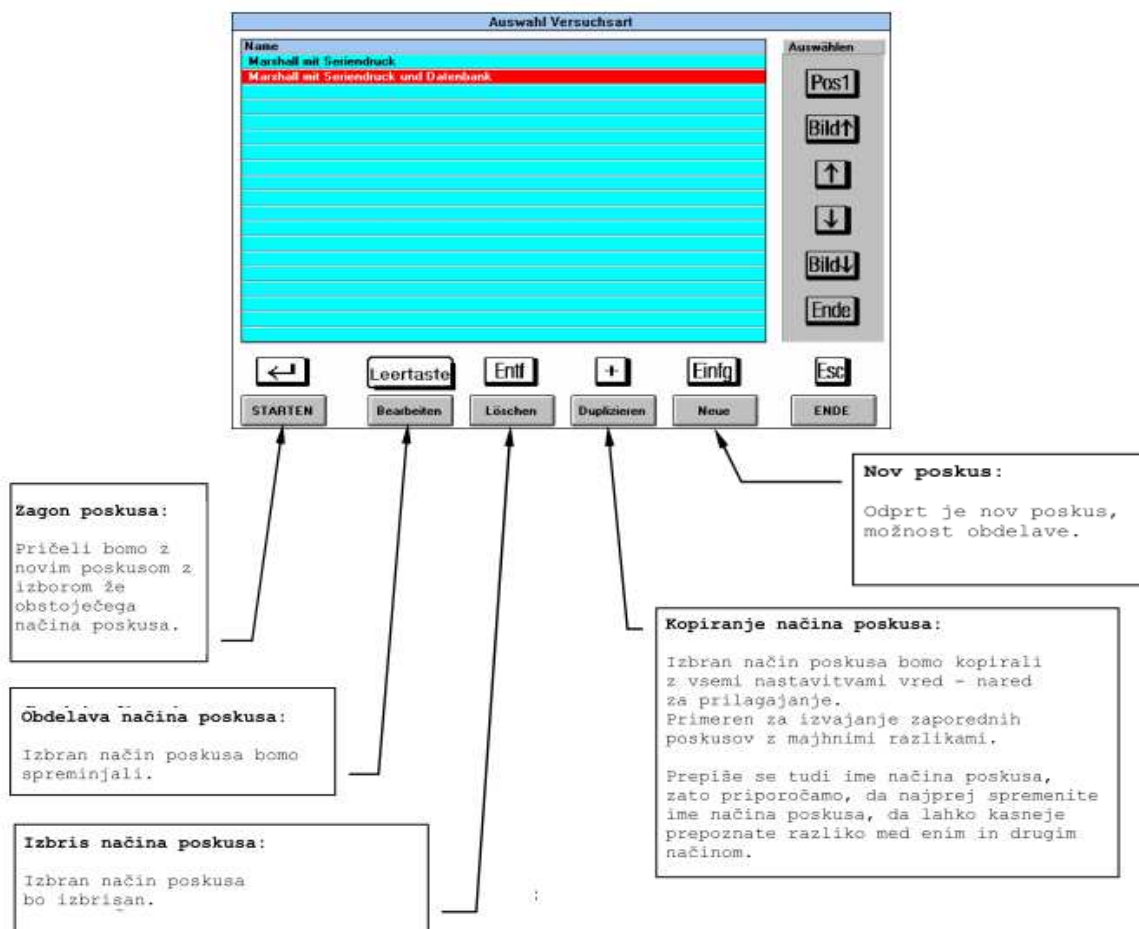 Auswahl Versuchsart
Name
Auswählen
Marshall mit Seriendruck
Marshall mit Seriendruck und Datenbank
Pos1
Bild↑
↑
↓
Bild↓
Ende
↵
Leertaste
Entf
+
Einfg
Esc
STARTEN
Bearbeiten
Löschen
Duplizieren
Neue
ENDE
Nov poskus:
Odprt je nov poskus,
možnost obdelave.
Zagon poskusa:
Pričeli bomo z
novim poskusom z
izborom že
obstoječega
načina poskusa.
Kopiranje načina poskusa:
Izbran način poskusa bomo kopirali
z vsemi nastavitvami vred - nared
za prilagajanje.
Primeren za izvajanje zaporednih
poskusov z majhnimi razlikami.
Prepiše se tudi ime načina poskusa,
zato priporočamo, da najprej spremenite
ime načina poskusa, da lahko kasneje
prepoznate razliko med enim in drugim
načinom.
Obdelava načina poskusa:
Izbran način poskusa bomo
spreminjali.
Izbris načina poskusa:
Izbran način poskusa
bo izbrisan.
;